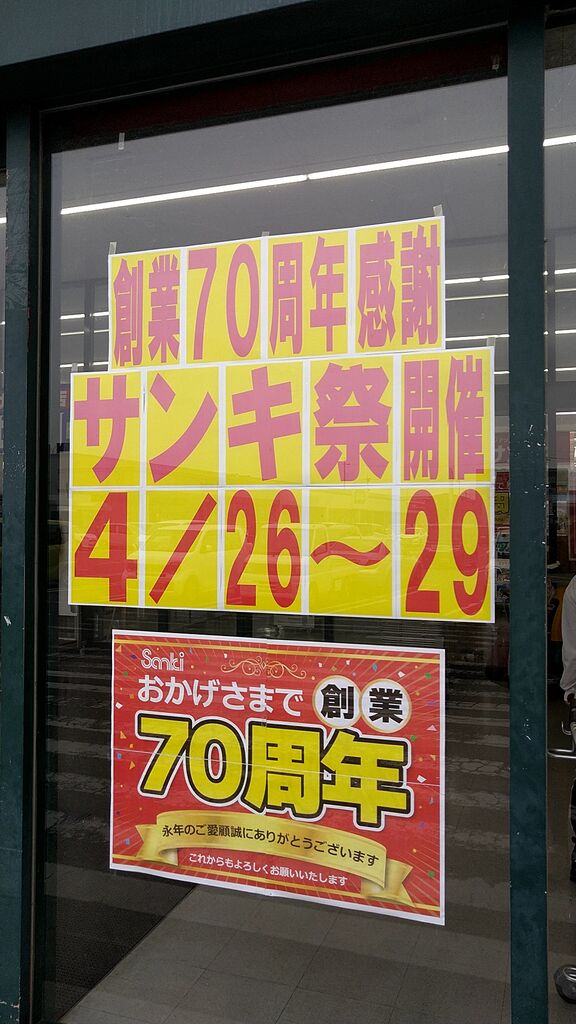 創業70周年感謝
サンキ祭開催
4/26〜29
Sanki
おかげさまで創業
70周年
永年のご愛顧誠にありがとうございます
これからもよろしくお願いいたします